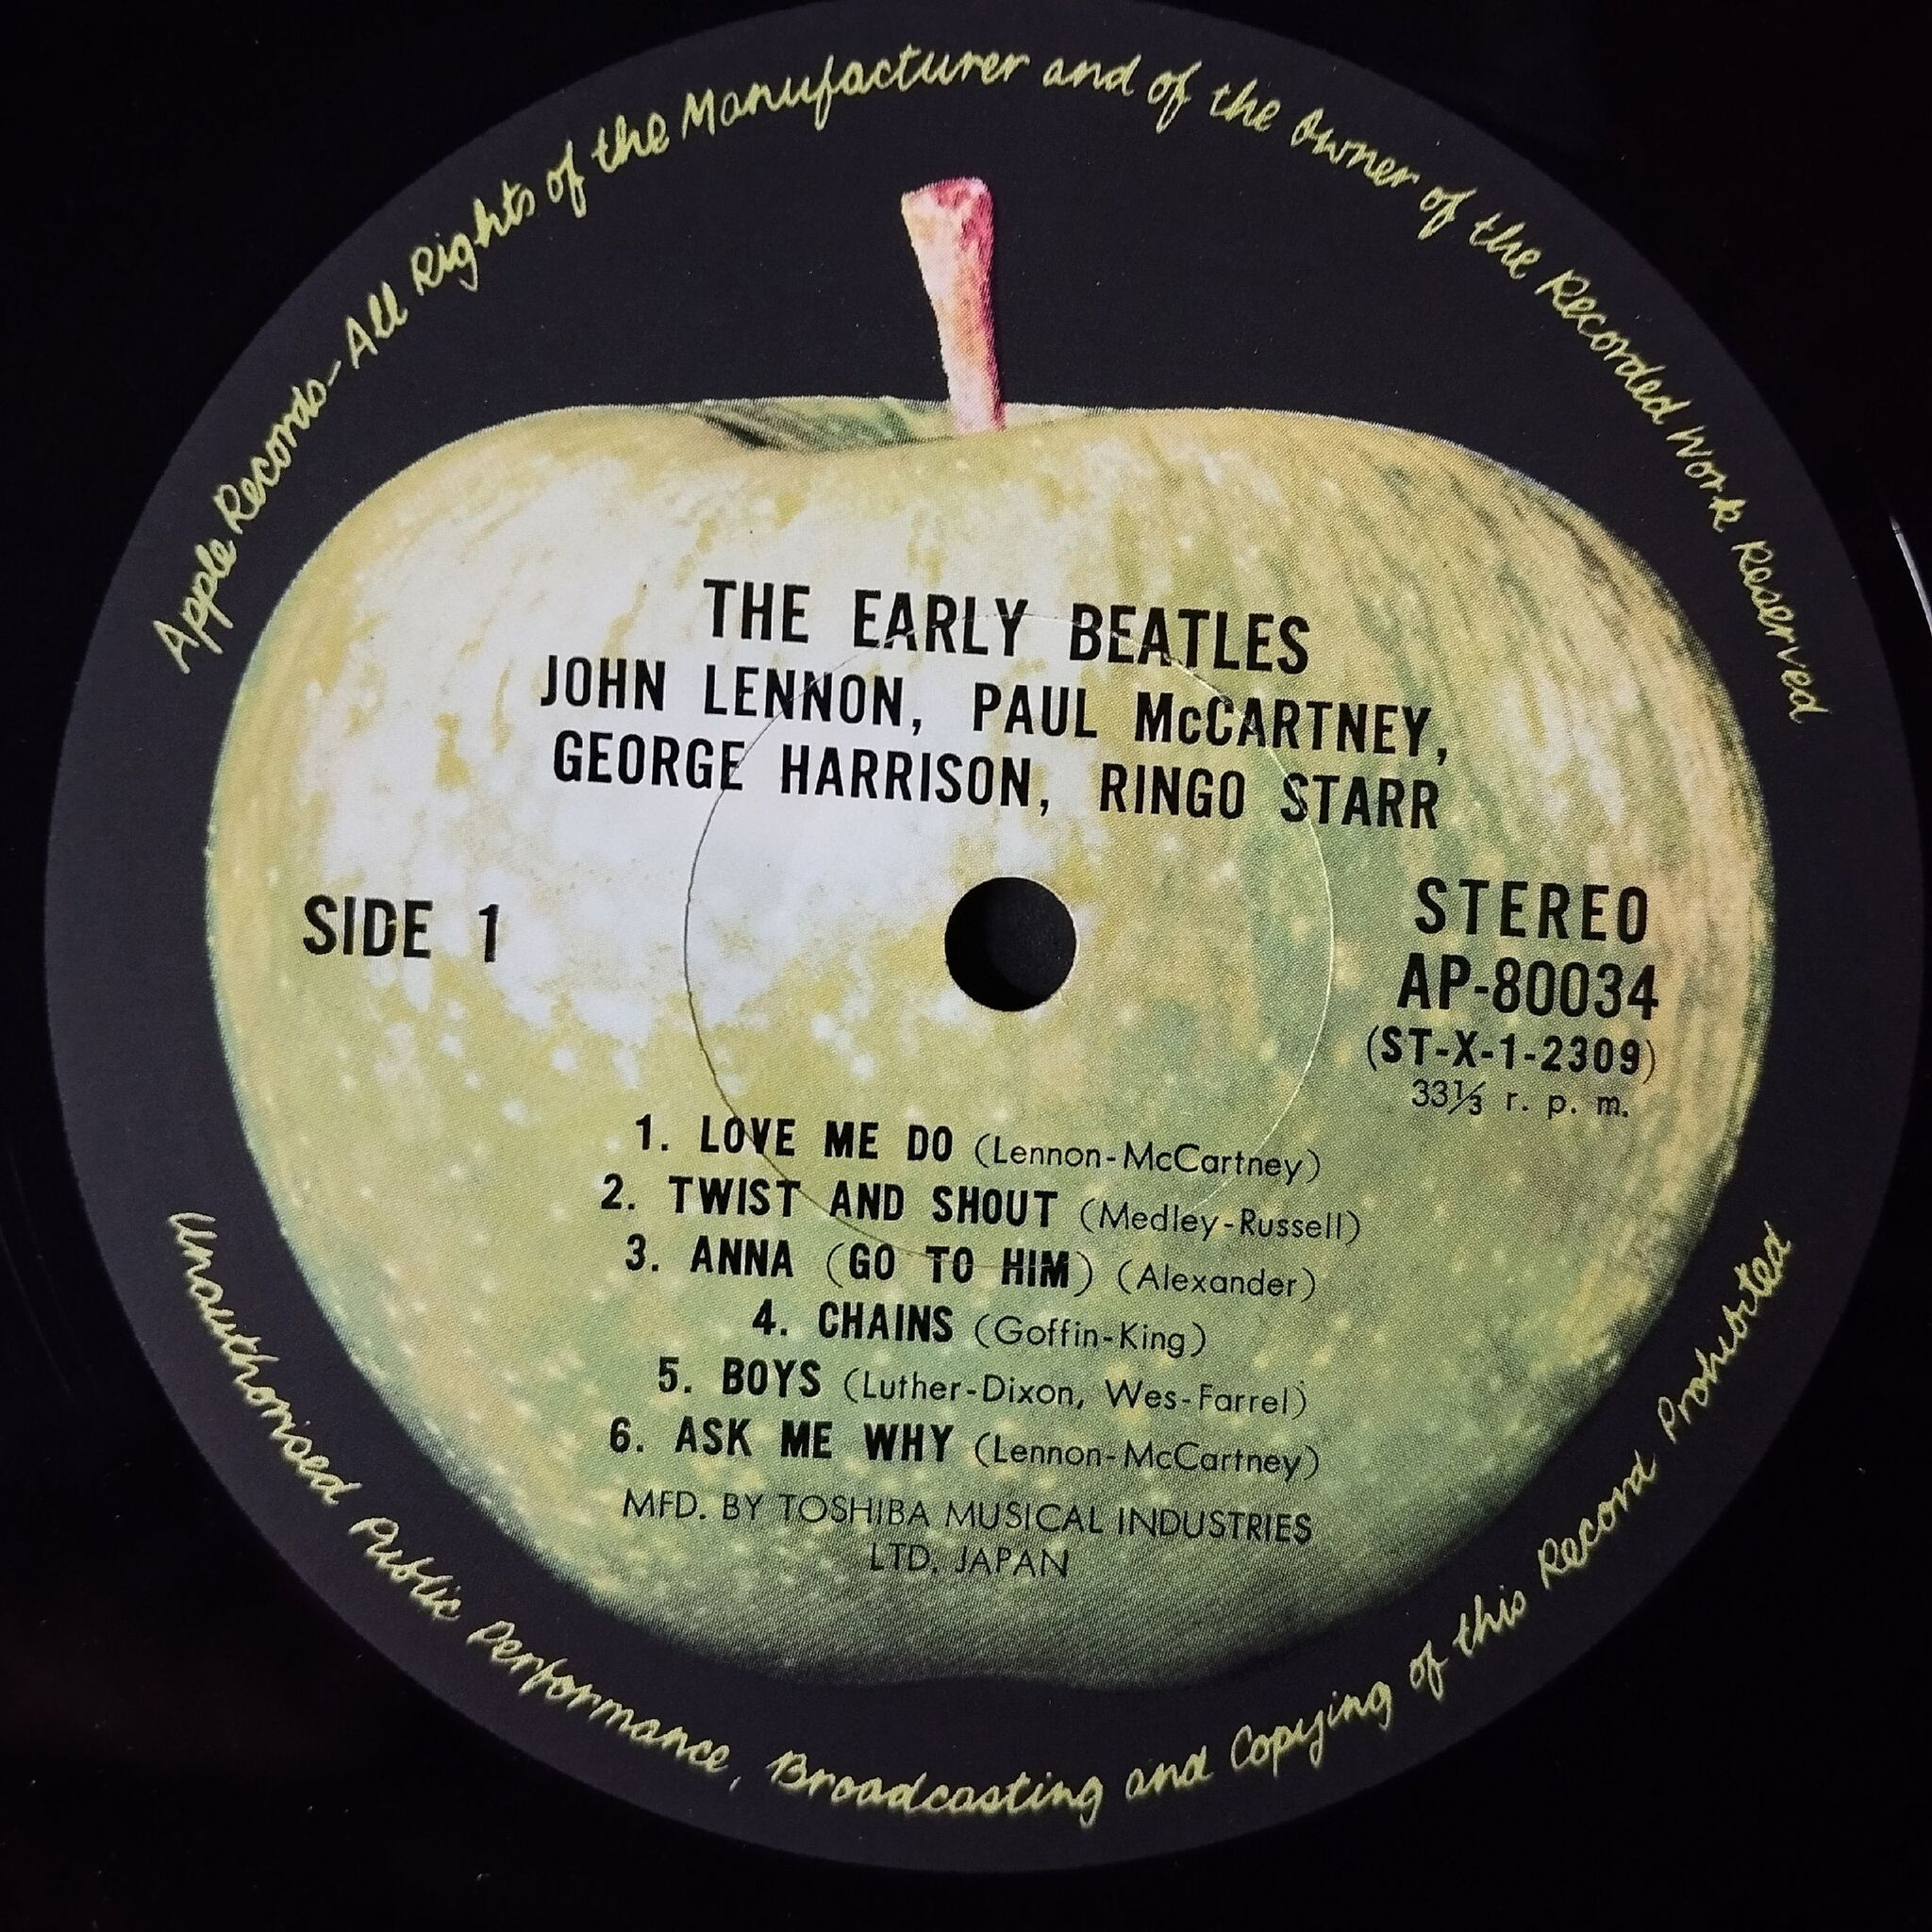 Apple Records - All Rights of the Manufacturer and of the Owner of the Recorded Work Reserved
THE EARLY BEATLES
JOHN LENNON, PAUL McCARTNEY,
GEORGE HARRISON, RINGO STARR
SIDE 1
STEREO
AP-80034
(ST-X-1-2309)
33⅓ r. p. m.
1. LOVE ME DO (Lennon-McCartney)
2. TWIST AND SHOUT (Medley-Russell)
3. ANNA (GO TO HIM) (Alexander)
4. CHAINS (Goffin-King)
5. BOYS (Luther-Dixon, Wes-Farrel)
6. ASK ME WHY (Lennon-McCartney)
MFD. BY TOSHIBA MUSICAL INDUSTRIES
LTD. JAPAN
Unauthorised Public Performance, Broadcasting and Copying of this Record Prohibited